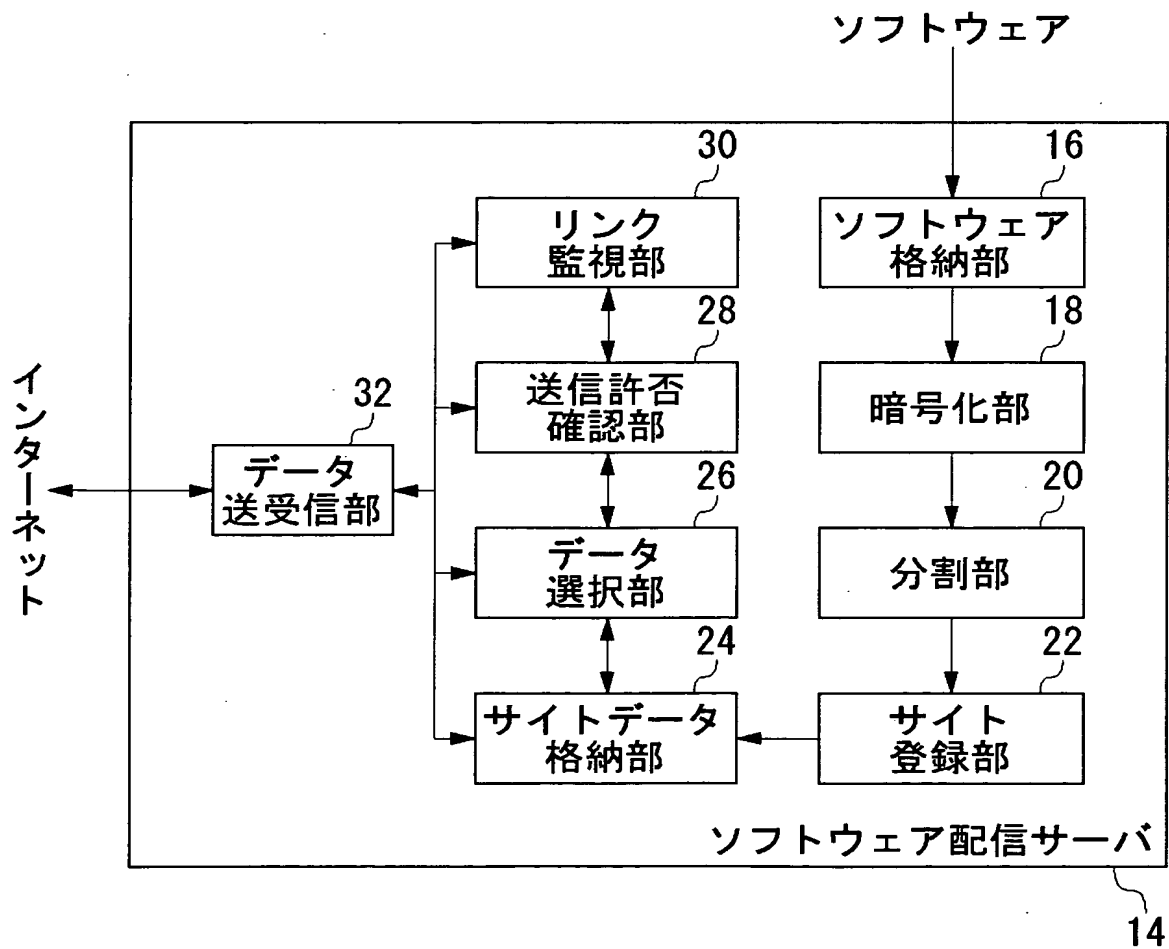 ソフトウェア
30
リンク
監視部
16
ソフトウェア
格納部
28
送信許否
確認部
18
暗号化部
インターネット
32
データ
送受信部
26
データ
選択部
20
分割部
24
サイトデータ
格納部
22
サイト
登録部
ソフトウェア配信サーバ
14